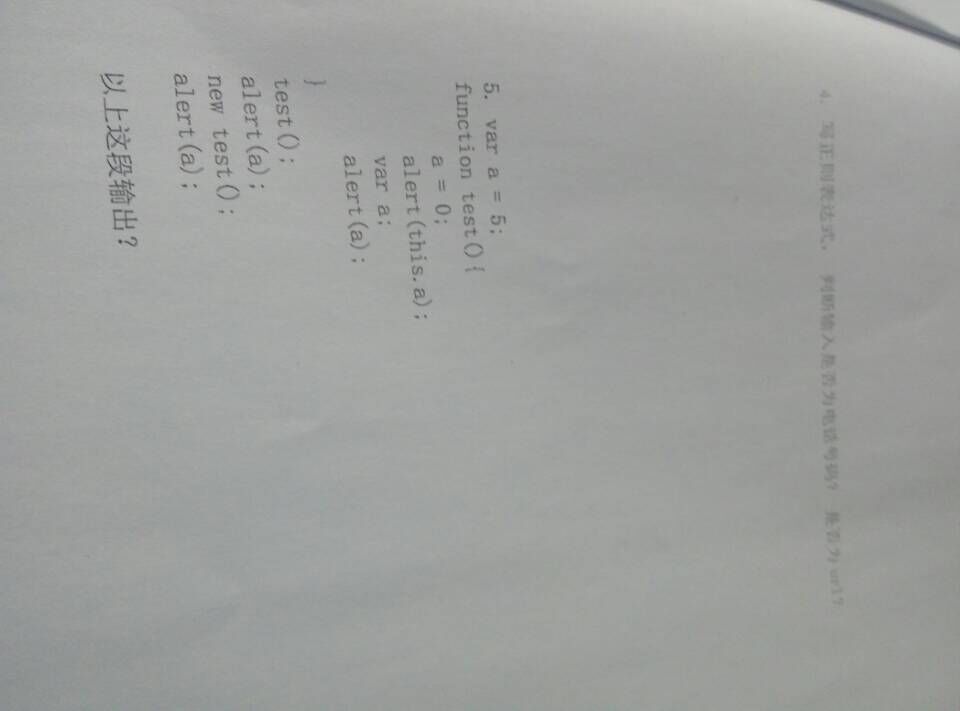 4. 写正则表达式， 判断输入是否为电话号码? 是否为url?
5. var a = 5;
function test(){
a = 0;
alert(this.a);
var a;
alert(a);
}
test();
alert(a);
new test();
alert(a);
以上这段输出?